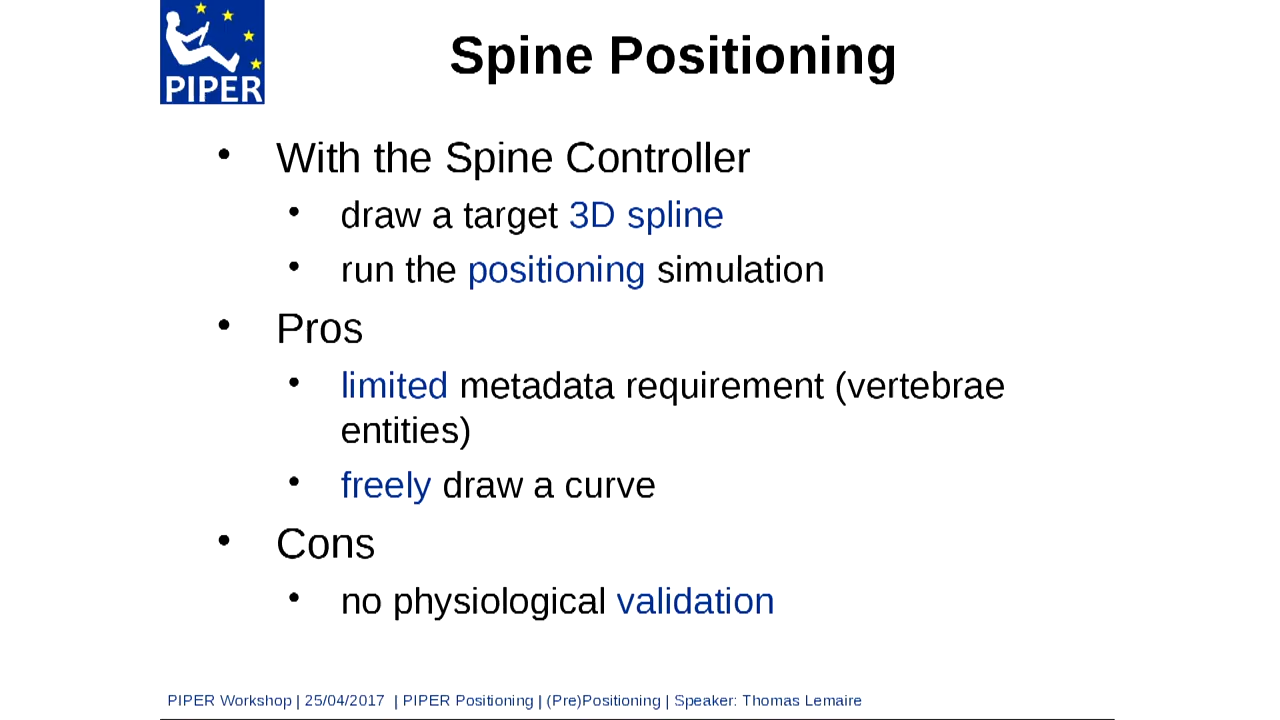 PIPER
Spine Positioning
• With the Spine Controller
• draw a target 3D spline
• run the positioning simulation
• Pros
• limited metadata requirement (vertebrae
entities)
• freely draw a curve
• Cons
• no physiological validation
PIPER Workshop | 25/04/2017 | PIPER Positioning | (Pre)Positioning | Speaker: Thomas Lemaire